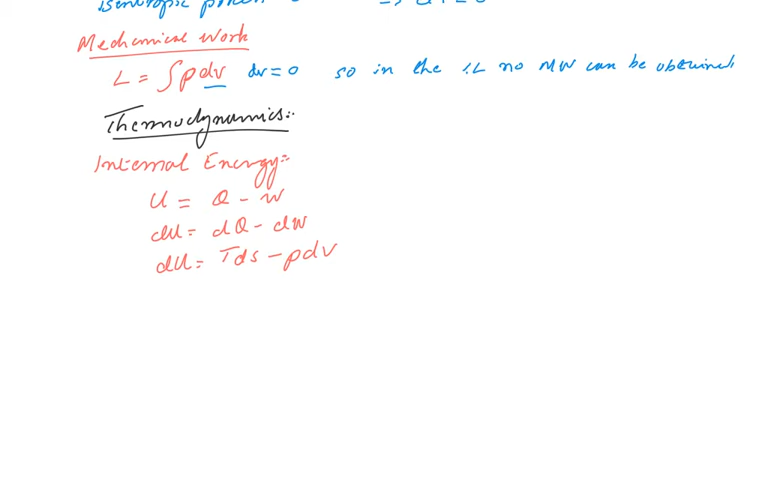 isentropic
Mechanical Work
L = ∫ pdv dv = 0 so in the IL no MW can be obtained,
Thermodynamics:-
Internal Energy:-
U = Q - W
dU = dQ - dW
dU = Tds - pdv